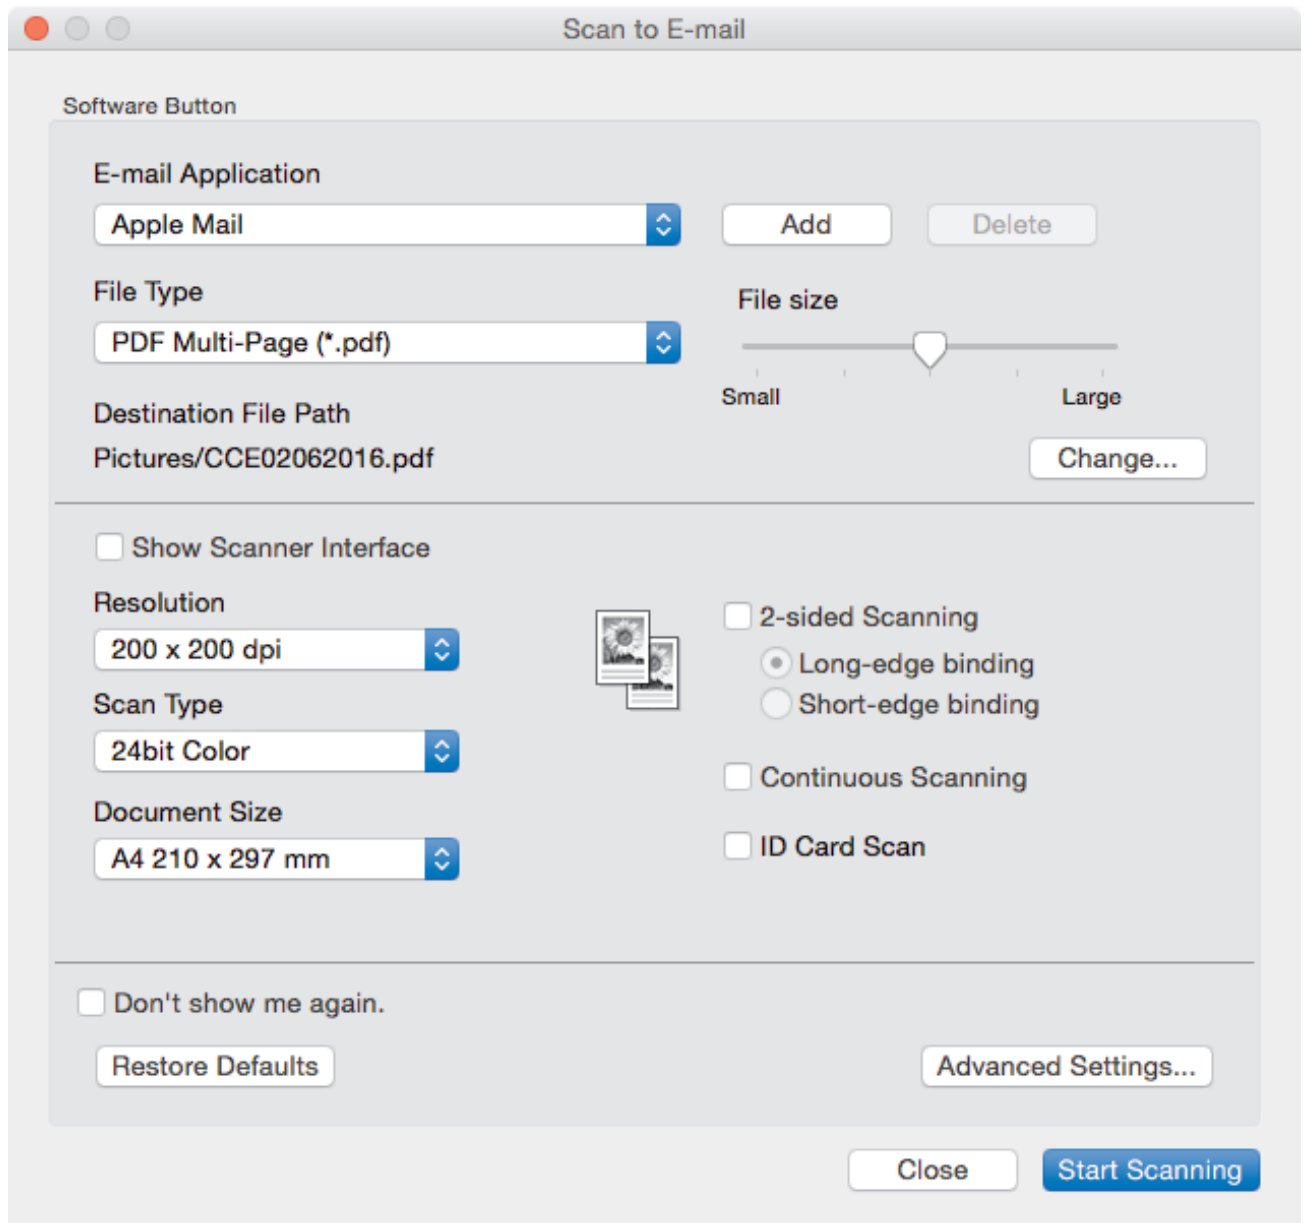 Scan to E-mail
Software Button
E-mail Application
Apple Mail
Add
Delete
File Type
File size
PDF Multi-Page (*.pdf)
Small
Large
Destination File Path
Pictures/CCE02062016.pdf
Change...
Show Scanner Interface
Resolution
200 x 200 dpi
2-sided Scanning
Long-edge binding
Short-edge binding
Scan Type
24bit Color
Continuous Scanning
Document Size
A4 210 x 297 mm
ID Card Scan
Don't show me again.
Restore Defaults
Advanced Settings...
Close
Start Scanning